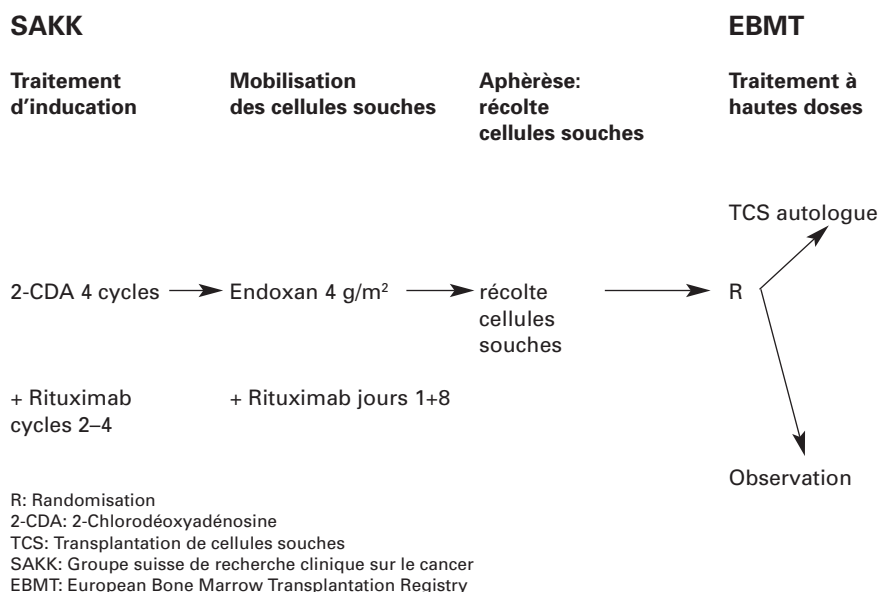 SAKK
EBMT
Traitement
d'inducation
Mobilisation
des cellules souches
Aphèrèse:
récolte
cellules souches
Traitement à
hautes doses
TCS autologue
2-CDA 4 cycles
Endoxan 4 g/m²
récolte
cellules
souches
R
+ Rituximab
cycles 2–4
+ Rituximab jours 1+8
Observation
R: Randomisation
2-CDA: 2-Chlorodéoxyadénosine
TCS: Transplantation de cellules souches
SAKK: Groupe suisse de recherche clinique sur le cancer
EBMT: European Bone Marrow Transplantation Registry